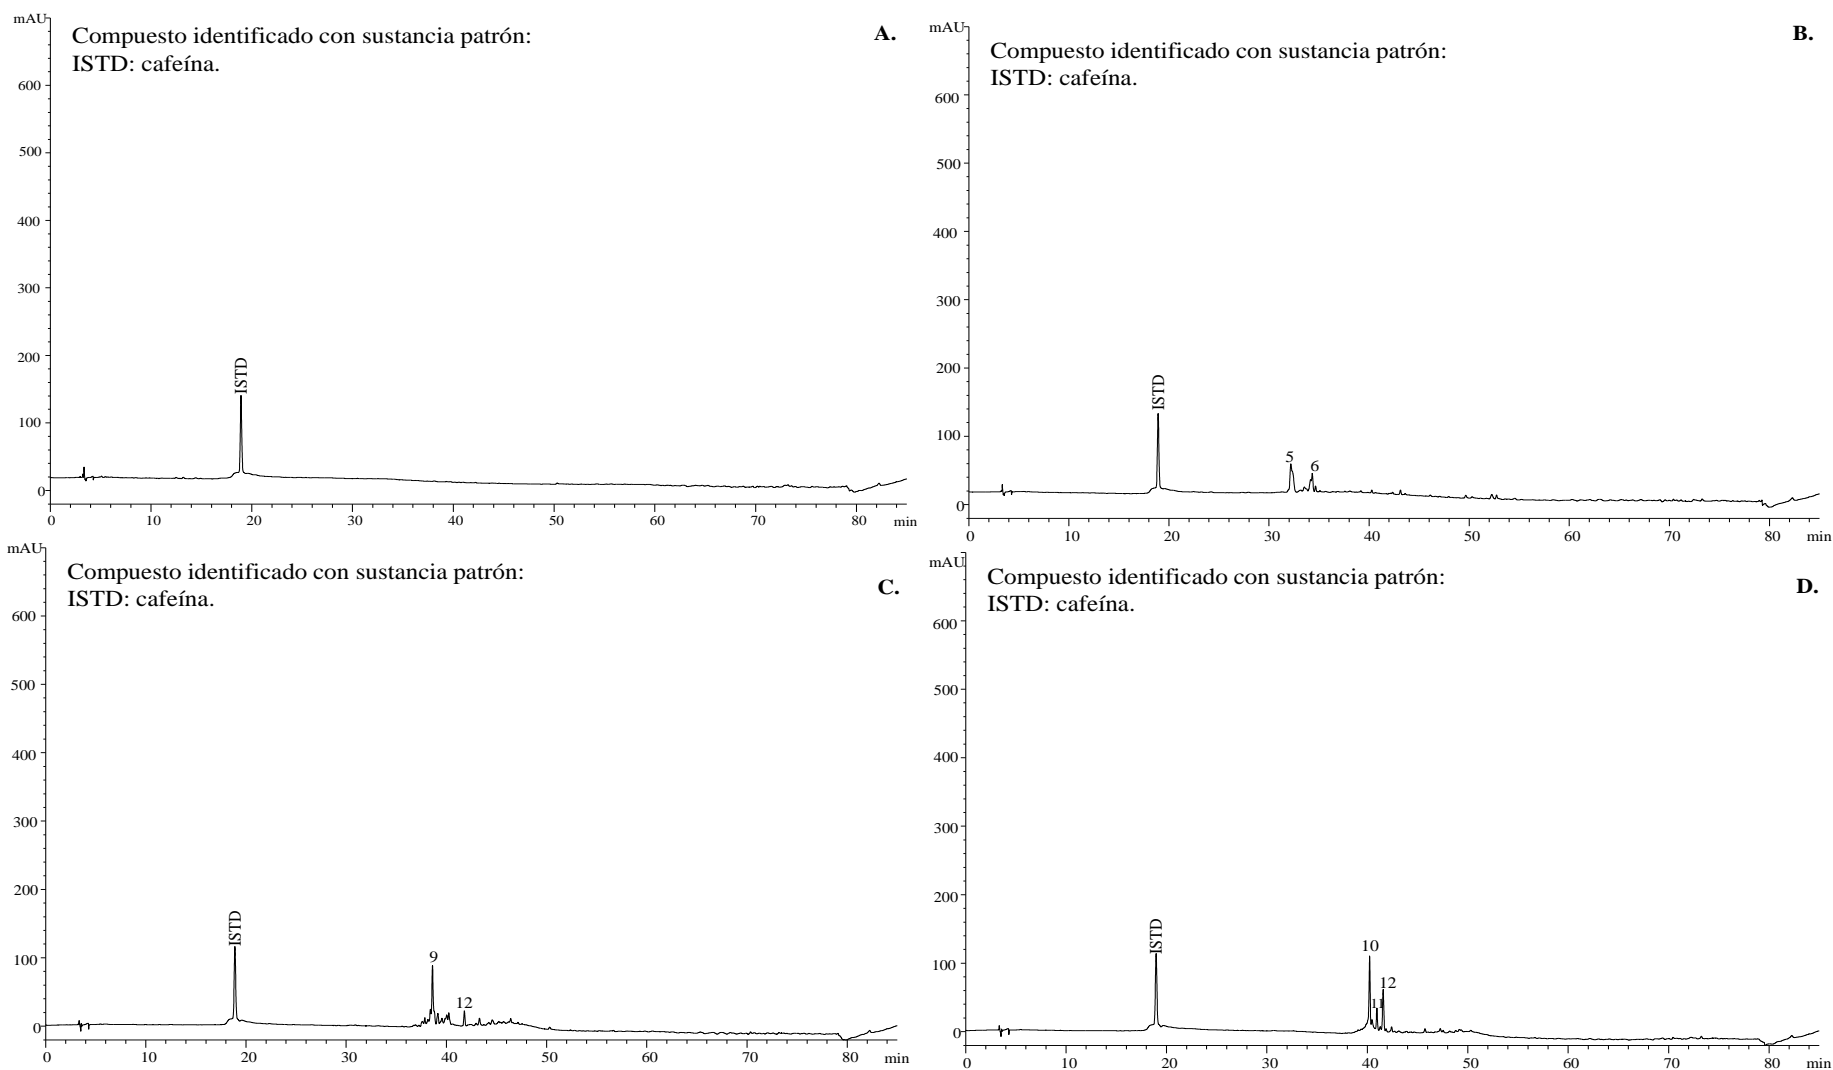 mAU
Compuesto identificado con sustancia patrón:
ISTD: cafeína.
A.
600
500
400
300
200
100
0
ISTD
0 10 20 30 40 50 60 70 80 min
mAU
Compuesto identificado con sustancia patrón:
ISTD: cafeína.
B.
600
500
400
300
200
100
0
ISTD
5
6
0 10 20 30 40 50 60 70 80 min
mAU
Compuesto identificado con sustancia patrón:
ISTD: cafeína.
C.
600
500
400
300
200
100
0
ISTD
9
12
0 10 20 30 40 50 60 70 80 min
mAU
Compuesto identificado con sustancia patrón:
ISTD: cafeína.
D.
600
500
400
300
200
100
0
ISTD
10
11
12
0 10 20 30 40 50 60 70 80 min